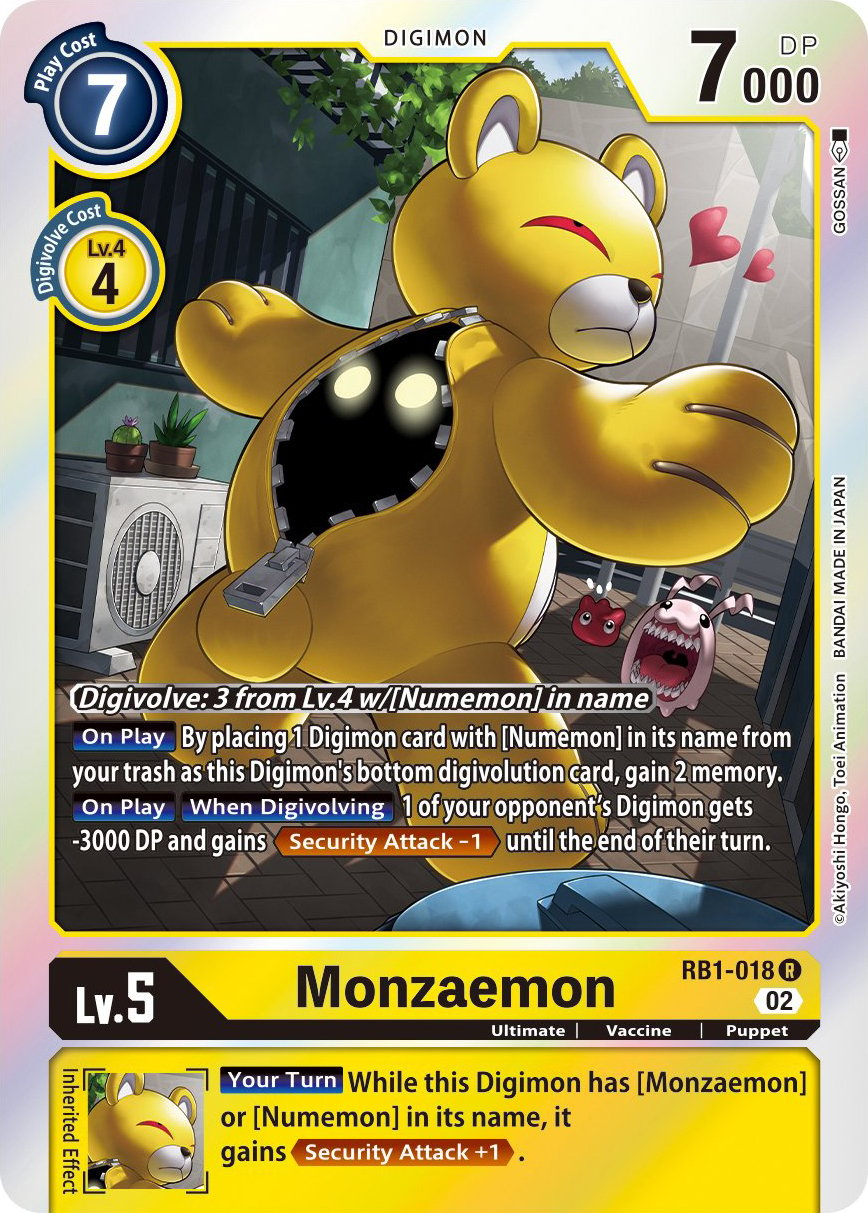 DIGIMON
Play Cost
7
7000
DP
Digivolve Cost
Lv.4
4
GOSSAN
BANDAI MADE IN JAPAN
©Akiyoshi Hongo, Toei Animation
Digivolve: 3 from Lv.4 w/[Numemon] in name
On Play By placing 1 Digimon card with [Numemon] in its name from
your trash as this Digimon's bottom digivolution card, gain 2 memory.
On Play When Digivolving 1 of your opponent's Digimon gets
-3000 DP and gains Security Attack -1 until the end of their turn.
Lv.5
Monzaemon
RB1-018 R
02
Ultimate | Vaccine | Puppet
Inherited Effect
Your Turn While this Digimon has [Monzaemon]
or [Numemon] in its name, it
gains Security Attack +1 .